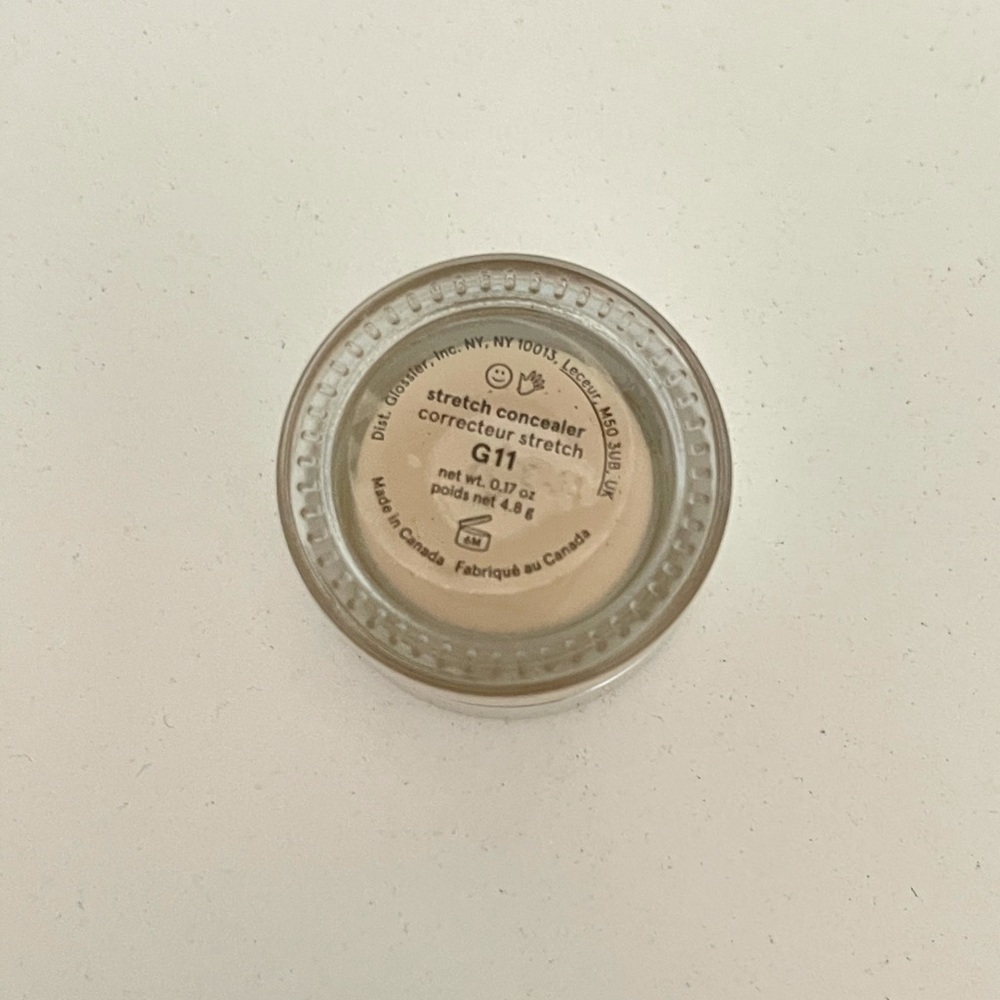 Dist. Glossier, Inc. NY, NY 10013, Leceur, M50 3UB, UK
stretch concealer
correcteur stretch
G11
net wt. 0.17 oz
poids net 4.8 g
6M
Made in Canada Fabriqué au Canada